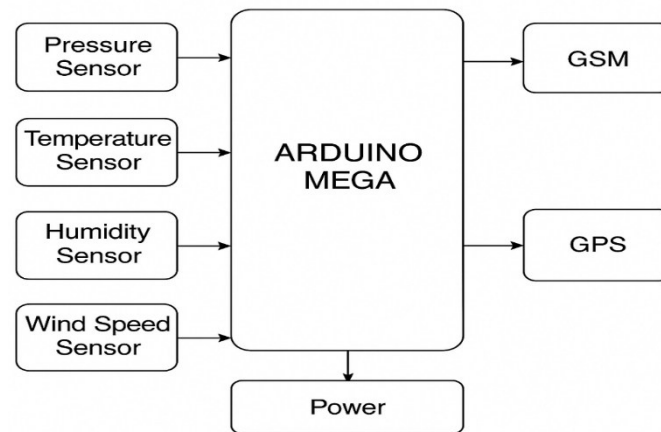 Pressure
Sensor
Temperature
Sensor
Humidity
Sensor
Wind Speed
Sensor
ARDUINO
MEGA
GSM
GPS
Power